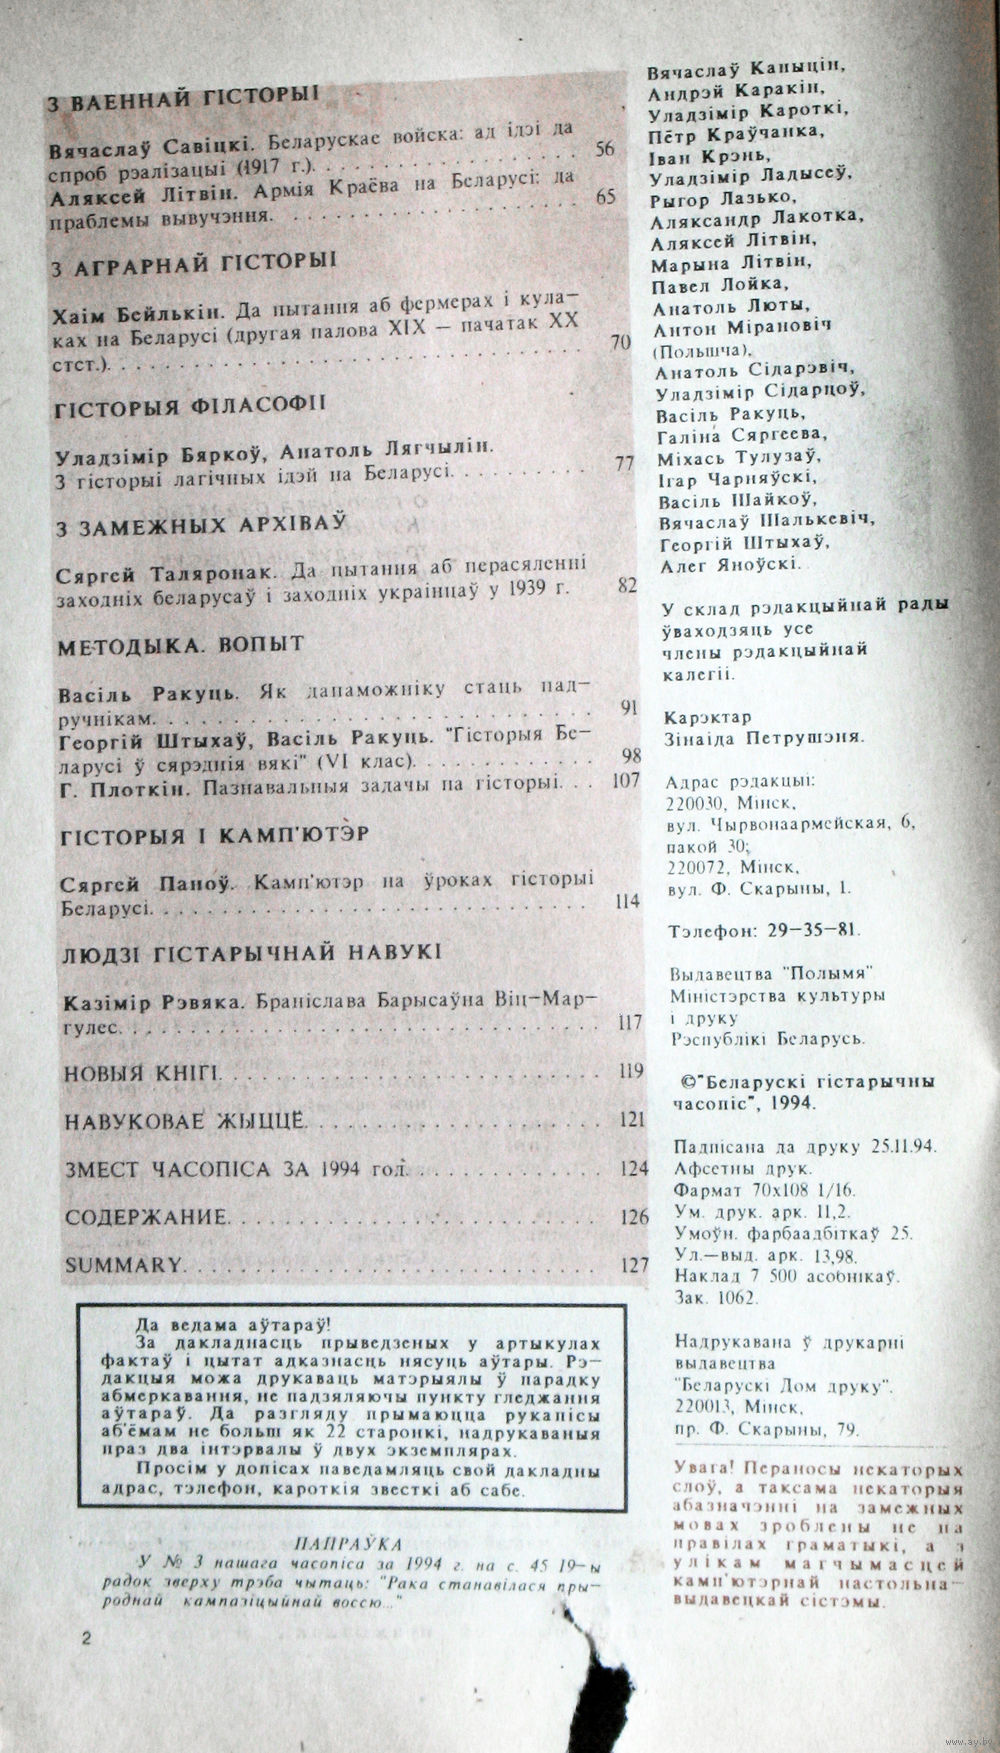 З ВАЕННАЙ ГІСТОРЫІ
Вячаслаў Савіцкі. Беларускае войска: ад ідэі да
спроб рэалізацыі (1917 г.). . . . . . . . . . . . . . . . 56
Аляксей Літвін. Армія Краёва на Беларусі: да
праблемы вывучэння. . . . . . . . . . . . . . . . . . . 65
З АГРАРНАЙ ГІСТОРЫІ
Хаім Бейлькін. Да пытання аб фермерах і кула—
ках на Беларусі (другая палова XIX — пачатак XX
стст.). . . . . . . . . . . . . . . . . . . . . . . . . . . 70
ГІСТОРЫЯ ФІЛАСОФІІ
Уладзімір Бяркоў, Анатоль Лягчылін.
З гісторыі лагічных ідэй на Беларусі. . . . . . . . . . 77
З ЗАМЕЖНЫХ АРХІВАЎ
Сяргей Таляронак. Да пытання аб перасяленні
заходніх беларусаў і заходніх украінцаў у 1939 г. 82
МЕТОДЫКА. ВОПЫТ
Васіль Ракуць. Як дапаможніку стаць пад—
ручнікам. . . . . . . . . . . . . . . . . . . . . . . . . 91
Георгій Штыхаў, Васіль Ракуць. "Гісторыя Бе—
ларусі ў сярэднія вякі" (VI клас). . . . . . . . . . . . 98
Г. Плоткін. Пазнавальныя задачы па гісторыі. . . 107
ГІСТОРЫЯ І КАМП'ЮТЭР
Сяргей Паноў. Камп'ютэр на ўроках гісторыі
Беларусі. . . . . . . . . . . . . . . . . . . . . . . . . 114
ЛЮДЗІ ГІСТАРЫЧНАЙ НАВУКІ
Казімір Рэвяка. Браніслава Барысаўна Віц—Мар—
гулес. . . . . . . . . . . . . . . . . . . . . . . . . . . 117
НОВЫЯ КНІГІ. . . . . . . . . . . . . . . . . . . . . . 119
НАВУКОВАЕ ЖЫЦЦЁ. . . . . . . . . . . . . . . . . . 121
ЗМЕСТ ЧАСОПІСА ЗА 1994 год. . . . . . . . . . . . 124
СОДЕРЖАНИЕ. . . . . . . . . . . . . . . . . . . . . . 126
SUMMARY. . . . . . . . . . . . . . . . . . . . . . . . 127
Да ведама аўтараў!
За дакладнасць прыведзеных у артыкулах
фактаў і цытат адказнасць нясуць аўтары. Рэ—
дакцыя можа друкаваць матэрыялы ў парадку
абмеркавання, не падзяляючы пункту гледжання
аўтараў. Да разгляду прымаюцца рукапісы
аб'ёмам не больш як 22 старонкі, надрукаваныя
праз два інтэрвалы ў двух экземплярах.
Просім у допісах паведамляць свой дакладны
адрас, тэлефон, кароткія звесткі аб сабе.
ПАПРАЎКА
У № 3 нашага часопіса за 1994 г. на с. 45 19—ы
радок зверху трэба чытаць: "Рака станавілася пры—
роднай кампазіцыйнай воссю..."
2
Вячаслаў Капыцін,
Андрэй Каракін,
Уладзімір Кароткі,
Пётр Краўчанка,
Іван Крэнь,
Уладзімір Ладысеў,
Рыгор Лазько,
Аляксандр Лакотка,
Аляксей Літвін,
Марына Літвін,
Павел Лойка,
Анатоль Люты,
Антон Мірановіч
(Польшча),
Анатоль Сідарэвіч,
Уладзімір Сідарцоў,
Васіль Ракуць,
Галіна Сяргеева,
Міхась Тулузаў,
Ігар Чарняўскі,
Васіль Шайкоў,
Вячаслаў Шалькевіч,
Георгій Штыхаў,
Алег Яноўскі.
У склад рэдакцыйнай рады
ўваходзяць усе
члены рэдакцыйнай
калегіі.
Карэктар
Зінаіда Петрушэня.
Адрас рэдакцыі:
220030, Мінск,
вул. Чырвонаармейская, 6,
пакой 30;
220072, Мінск,
вул. Ф. Скарыны, 1.
Тэлефон: 29—35—81.
Выдавецтва "Полымя"
Міністэрства культуры
і друку
Рэспублікі Беларусь.
©"Беларускі гістарычны
часопіс", 1994.
Падпісана да друку 25.11.94.
Афсетны друк.
Фармат 70x108 1/16.
Ум. друк. арк. 11,2.
Умоўн. фарбаадбіткаў 25.
Ул.—выд. арк. 13,98.
Наклад 7 500 асобнікаў.
Зак. 1062.
Надрукавана ў друкарні
выдавецтва
"Беларускі Дом друку".
220013, Мінск,
пр. Ф. Скарыны, 79.
Увага! Пераносы некаторых
слоў, а таксама некаторыя
абазначэнні на замежных
мовах зроблены не па
правілах граматыкі, а з
улікам магчымасцей
камп'ютэрнай настольна—
выдавецкай сістэмы.
www.ay.by